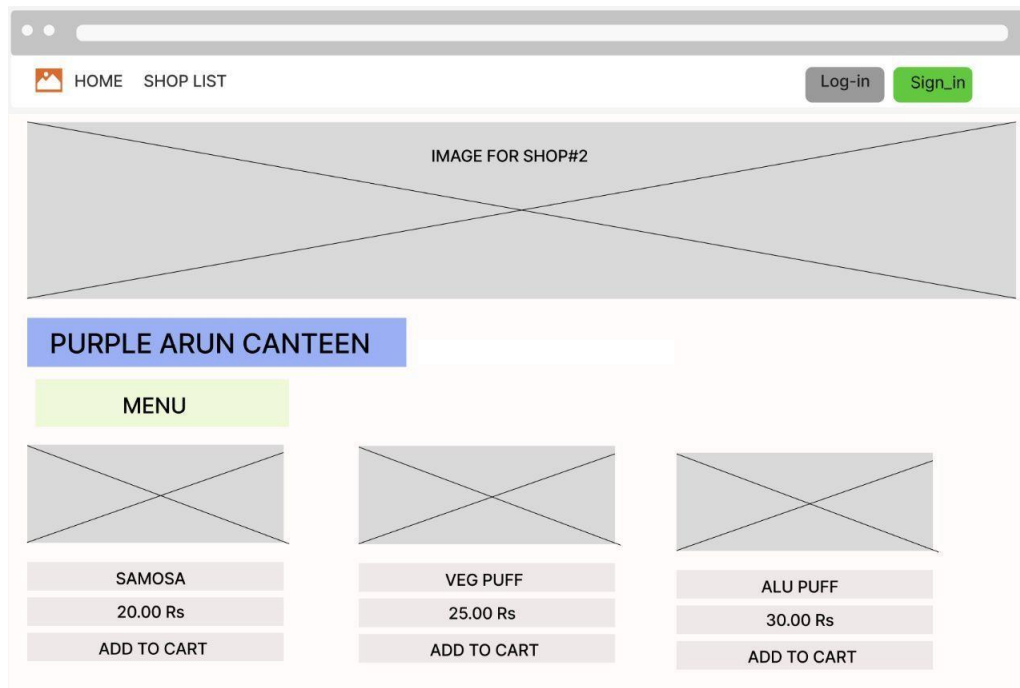 HOME SHOP LIST Log-in Sign_in
IMAGE FOR SHOP#2
PURPLE ARUN CANTEEN
MENU
SAMOSA
20.00 Rs
ADD TO CART
VEG PUFF
25.00 Rs
ADD TO CART
ALU PUFF
30.00 Rs
ADD TO CART